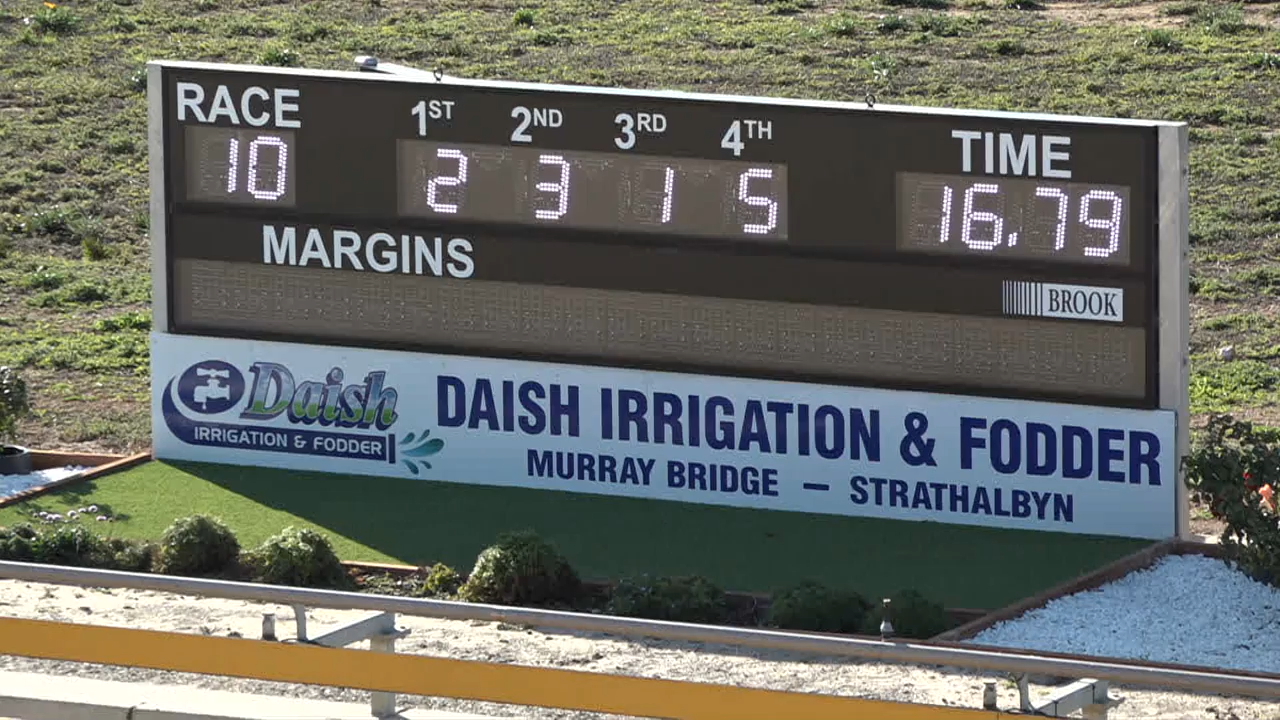 RACE 1ST 2ND 3RD 4TH TIME
10 2 3 1 5 16.79
MARGINS
BROOK
Daish
IRRIGATION & FODDER
DAISH IRRIGATION & FODDER
MURRAY BRIDGE – STRATHALBYN